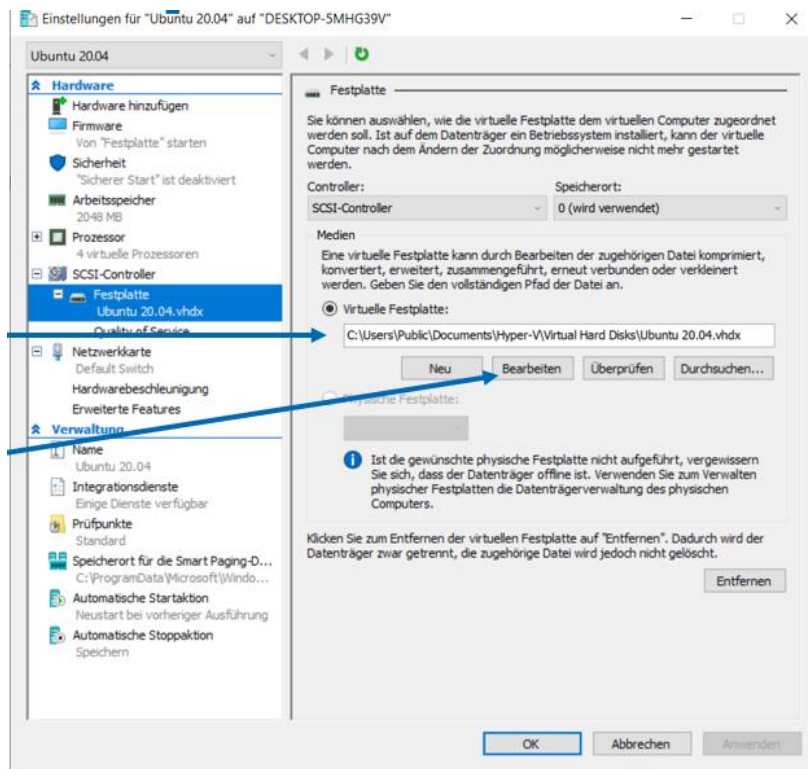 Einstellungen für "Ubuntu 20.04" auf "DESKTOP-5MHG39V"
Ubuntu 20.04
Hardware
Hardware hinzufügen
Firmware
Von "Festplatte" starten
Sicherheit
"Sicherer Start" ist deaktiviert
Arbeitsspeicher
2048 MB
Prozessor
4 virtuelle Prozessoren
SCSI-Controller
Festplatte
Ubuntu 20.04.vhdx
Quality of Service
Netzwerkkarte
Default Switch
Hardwarebeschleunigung
Erweiterte Features
Verwaltung
Name
Ubuntu 20.04
Integrationsdienste
Einige Dienste verfügbar
Prüfpunkte
Standard
Speicherort für die Smart Paging-D...
C:\ProgramData\Microsoft\Windo...
Automatische Startaktion
Neustart bei vorheriger Ausführung
Automatische Stoppaktion
Speichern
Festplatte
Sie können auswählen, wie die virtuelle Festplatte dem virtuellen Computer zugeordnet
werden soll. Ist auf dem Datenträger ein Betriebssystem installiert, kann der virtuelle
Computer nach dem Ändern der Zuordnung möglicherweise nicht mehr gestartet
werden.
Controller: Speicherort:
SCSI-Controller 0 (wird verwendet)
Medien
Eine virtuelle Festplatte kann durch Bearbeiten der zugehörigen Datei komprimiert,
konvertiert, erweitert, zusammengeführt, erneut verbunden oder verkleinert
werden. Geben Sie den vollständigen Pfad der Datei an.
Virtuelle Festplatte:
C:\Users\Public\Documents\Hyper-V\Virtual Hard Disks\Ubuntu 20.04.vhdx
Neu Bearbeiten Überprüfen Durchsuchen...
Physische Festplatte:
Ist die gewünschte physische Festplatte nicht aufgeführt, vergewissern
Sie sich, dass der Datenträger offline ist. Verwenden Sie zum Verwalten
physischer Festplatten die Datenträgerverwaltung des physischen
Computers.
Klicken Sie zum Entfernen der virtuellen Festplatte auf "Entfernen". Dadurch wird der
Datenträger zwar getrennt, die zugehörige Datei wird jedoch nicht gelöscht.
Entfernen
OK Abbrechen Anwenden